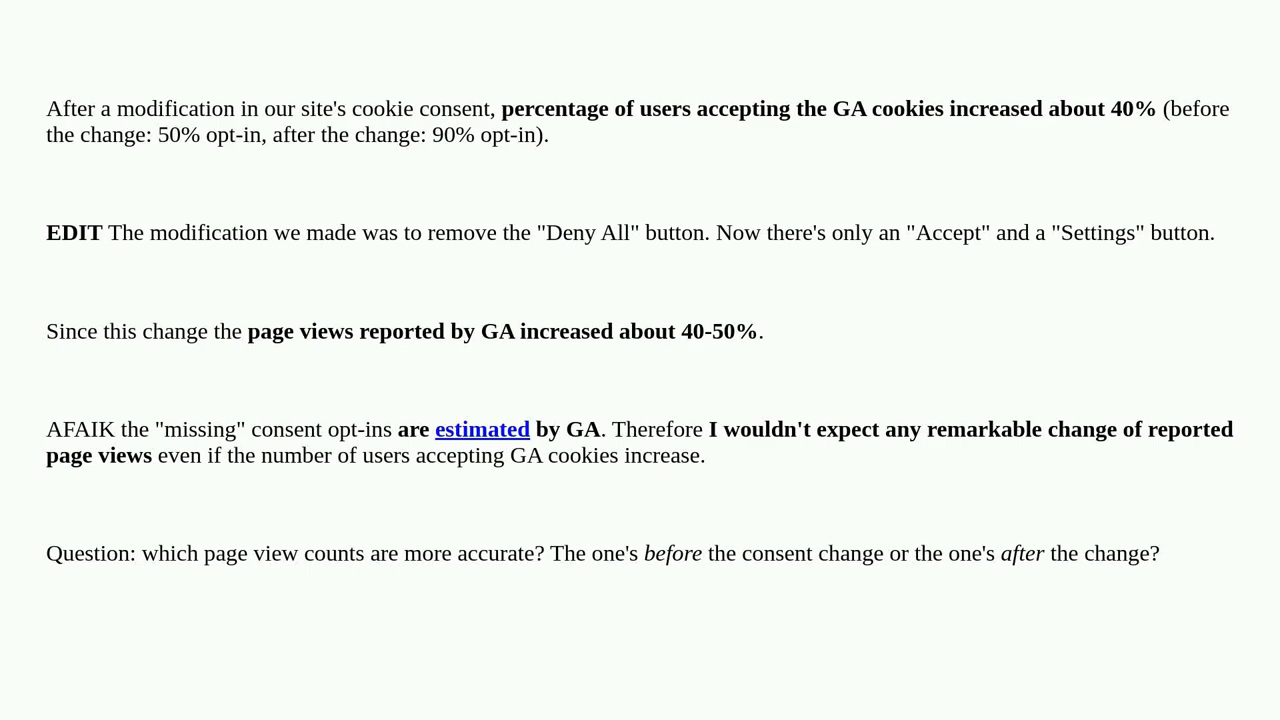 After a modification in our site's cookie consent, percentage of users accepting the GA cookies increased about 40% (before
the change: 50% opt-in, after the change: 90% opt-in).
EDIT The modification we made was to remove the "Deny All" button. Now there's only an "Accept" and a "Settings" button.
Since this change the page views reported by GA increased about 40-50%.
AFAIK the "missing" consent opt-ins are estimated by GA. Therefore I wouldn't expect any remarkable change of reported
page views even if the number of users accepting GA cookies increase.
Question: which page view counts are more accurate? The one's before the consent change or the one's after the change?